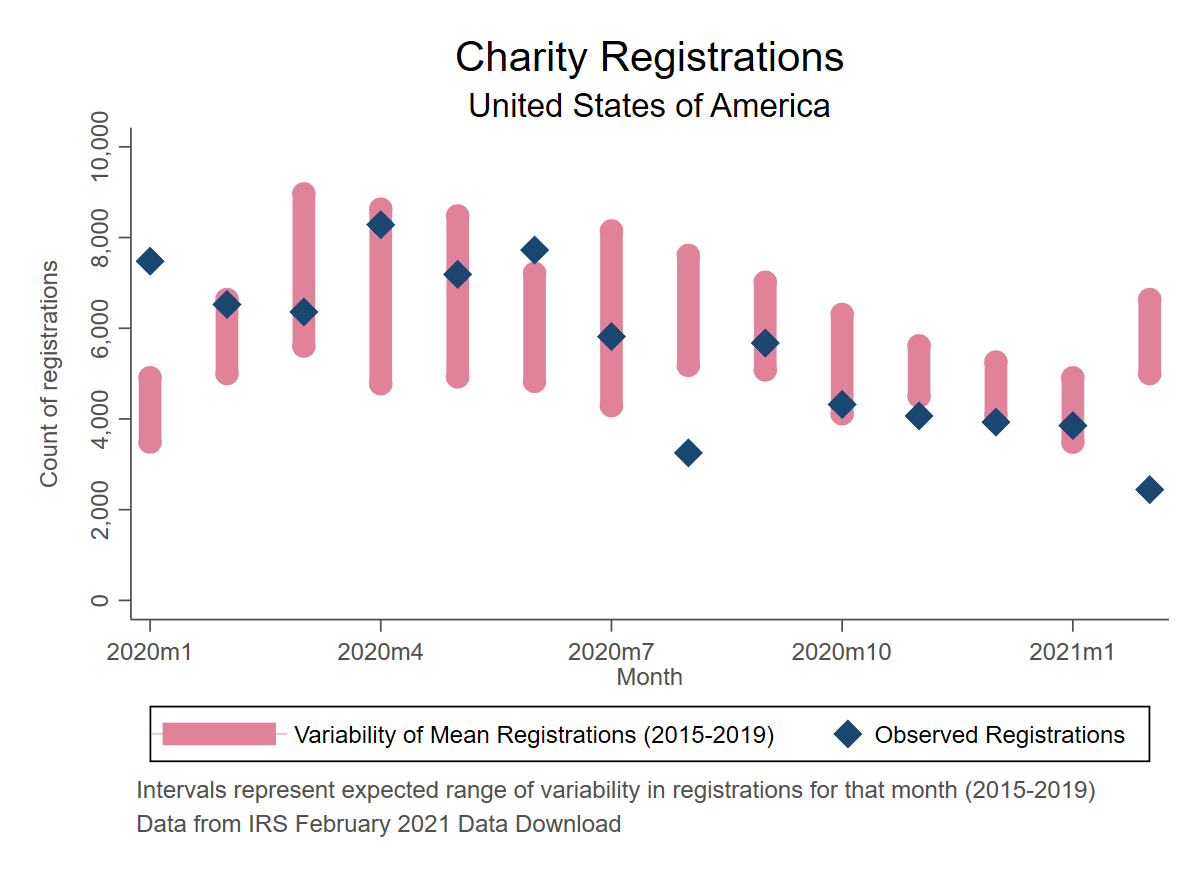 Charity Registrations
United States of America
Count of registrations
10,000
8,000
6,000
4,000
2,000
0
2020m1 2020m4 2020m7 2020m10 2021m1
Month
Variability of Mean Registrations (2015-2019) Observed Registrations
Intervals represent expected range of variability in registrations for that month (2015-2019)
Data from IRS February 2021 Data Download